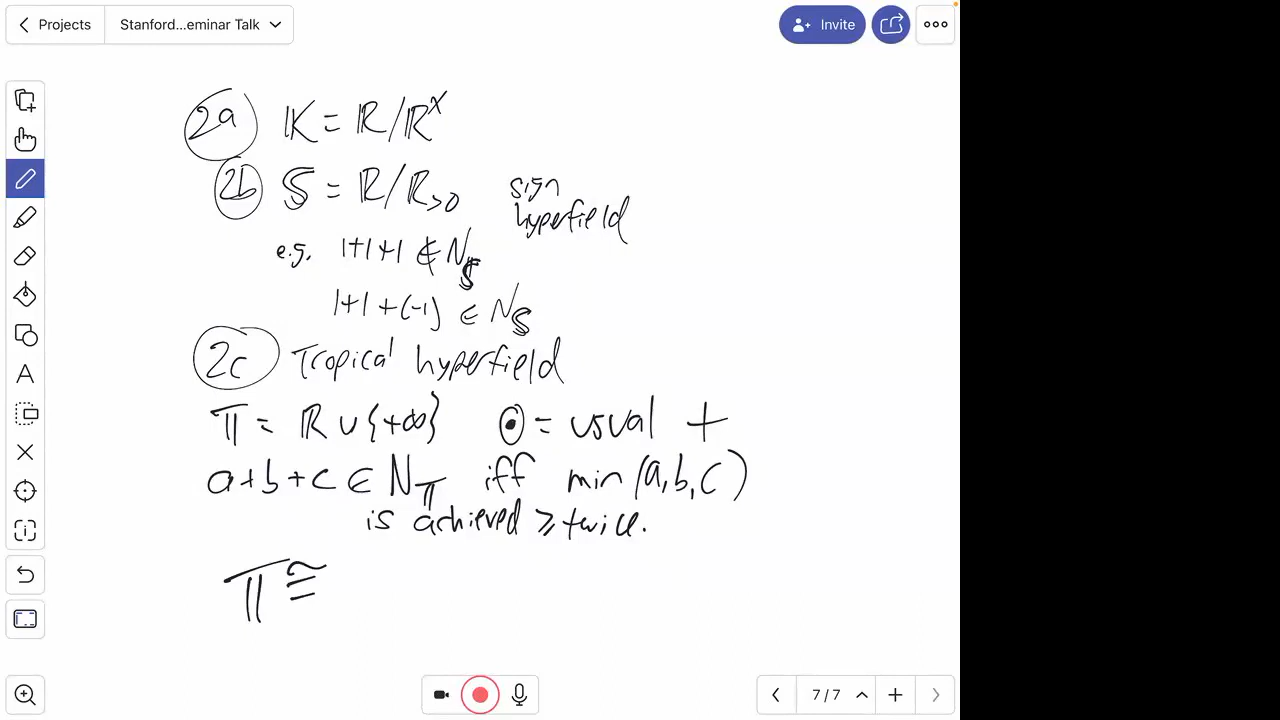 Projects
Stanford...eminar Talk
Invite
2a 𝕂 = ℝ/ℝ^×
2b 𝕊 = ℝ/ℝ_{>0} sign hyperfield
e.g. 1+1+1 ∉ N_𝕊
1+1+(-1) ∈ N_𝕊
2c Tropical hyperfield
𝕋 = ℝ ∪ {+∞} ⊙ = usual +
a+b+c ∈ N_𝕋 iff min(a,b,c)
is achieved ≥ twice.
𝕋 ≅
7/7